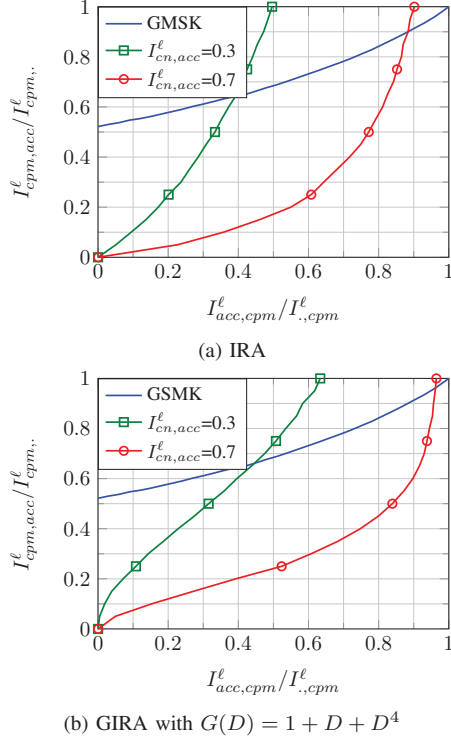 1
0.8
0.6
0.4
0.2
0
0 0.2 0.4 0.6 0.8 1
GMSK
I^ℓ_{cn,acc}=0.3
I^ℓ_{cn,acc}=0.7
I^ℓ_{cpm,acc}/I^ℓ_{cpm,.}
I^ℓ_{acc,cpm}/I^ℓ_{.,cpm}
(a) IRA
1
0.8
0.6
0.4
0.2
0
0 0.2 0.4 0.6 0.8 1
GSMK
I^ℓ_{cn,acc}=0.3
I^ℓ_{cn,acc}=0.7
I^ℓ_{cpm,acc}/I^ℓ_{cpm,.}
I^ℓ_{acc,cpm}/I^ℓ_{.,cpm}
(b) GIRA with G(D) = 1 + D + D^4